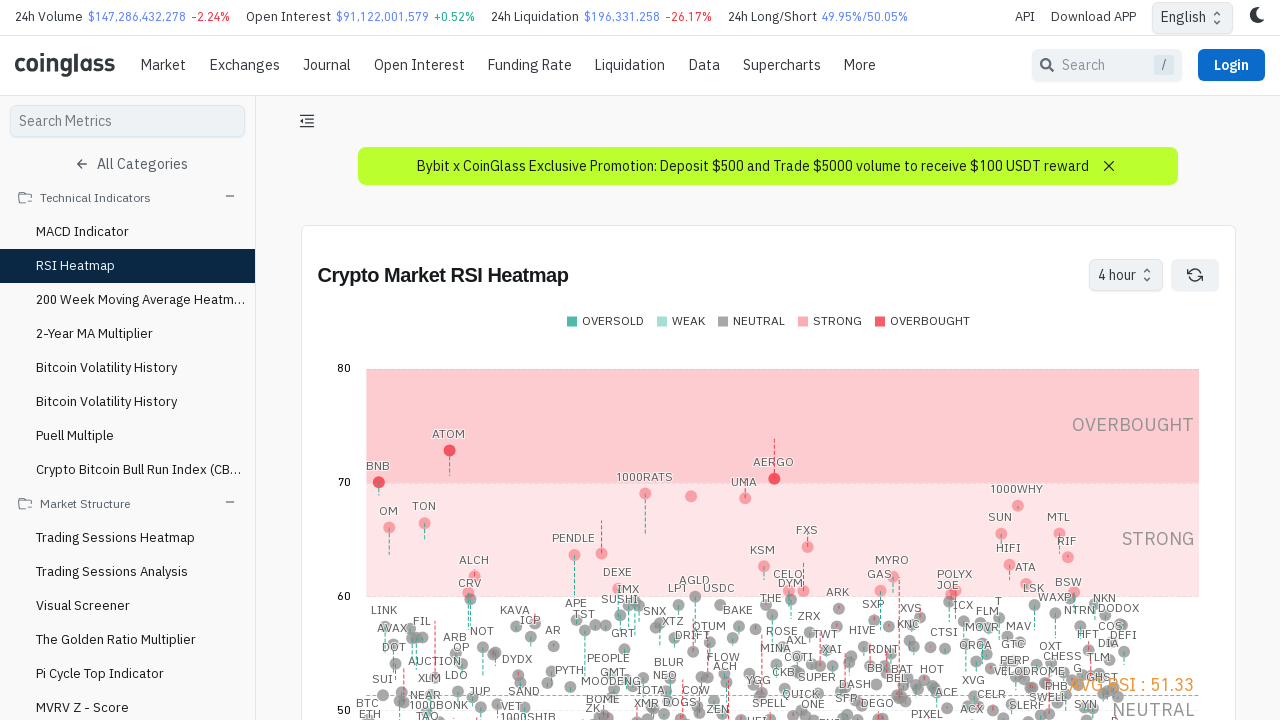 24h Volume $147,286,432,278 -2.24% Open Interest $91,122,001,579 +0.52% 24h Liquidation $196,331,258 -26.17% 24h Long/Short 49.95%/50.05% API Download APP English
coinglass Market Exchanges Journal Open Interest Funding Rate Liquidation Data Supercharts More Search / Login
Search Metrics
All Categories
Technical Indicators
MACD Indicator
RSI Heatmap
200 Week Moving Average Heatm...
2-Year MA Multiplier
Bitcoin Volatility History
Bitcoin Volatility History
Puell Multiple
Crypto Bitcoin Bull Run Index (CB...
Market Structure
Trading Sessions Heatmap
Trading Sessions Analysis
Visual Screener
The Golden Ratio Multiplier
Pi Cycle Top Indicator
MVRV Z - Score
Bybit x CoinGlass Exclusive Promotion: Deposit $500 and Trade $5000 volume to receive $100 USDT reward
Crypto Market RSI Heatmap 4 hour
OVERSOLD WEAK NEUTRAL STRONG OVERBOUGHT
80
OVERBOUGHT
ATOM
BNB AERGO
70 1000RATS UMA
1000WHY
OM TON SUN MTL
PENDLE FXS STRONG
KSM HIFI RIF
ALCH DEXE MYRO ATA
CRV CELO GAS POLYX
60 IMX LPT AGLD USDC DYM ARK JOE LSK BSW
SUSHI THE WAXP NKN
LINK KAVA APE SNX BAKE SXP XVS ICX T NTRN DODOX
FIL ICP TST XTZ ZRX KNC FLM
AVAX NOT AR GRT DRIFT QTUM ROSE TWT HIVE CTSI MOVR MAV HFT COS
DOT ARB OP AXL XAI RDNT ORCA GTC OXT DIA DEFI
AUCTION DYDX PEOPLE BLUR FLOW MINA COTI PERP CHESS TLM
SUI XLM LDO PYTH GMT NEO ACH CKB SUPER BAT HOT VELODROME
MOODENG YGG DASH BEL XVG PHB GHST
AVG RSI : 51.33
NEAR JUP SAND IOTA COW QUICK ACE CELR
BTC 1000BONK VET BOME XMR DOGS SPELL ONE DEGO ACX SLERF SYN
50 ETH TAO 1000SHIB ZK ZEN PIXEL NEUTRAL